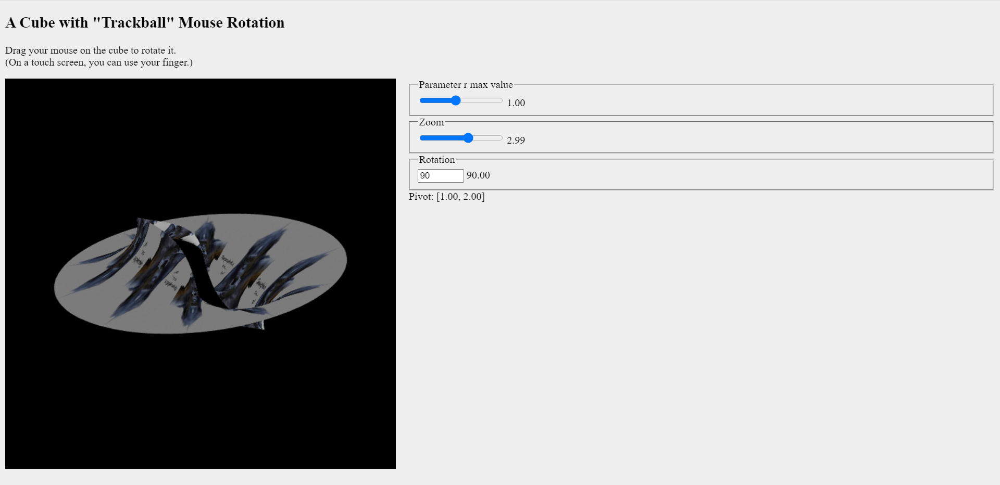 A Cube with "Trackball" Mouse Rotation
Drag your mouse on the cube to rotate it.
(On a touch screen, you can use your finger.)
Parameter r max value
1.00
Zoom
2.99
Rotation
90 90.00
Pivot: [1.00, 2.00]